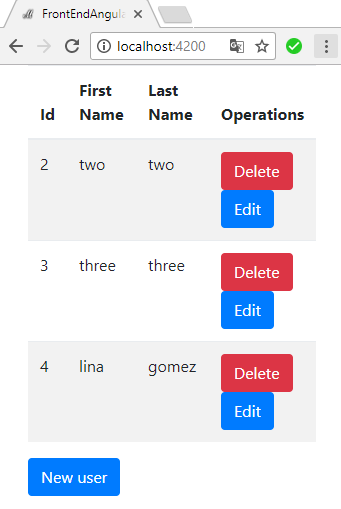 FrontEndAngula
localhost:4200
Id First Name Last Name Operations
2 two two Delete
Edit
3 three three Delete
Edit
4 lina gomez Delete
Edit
New user